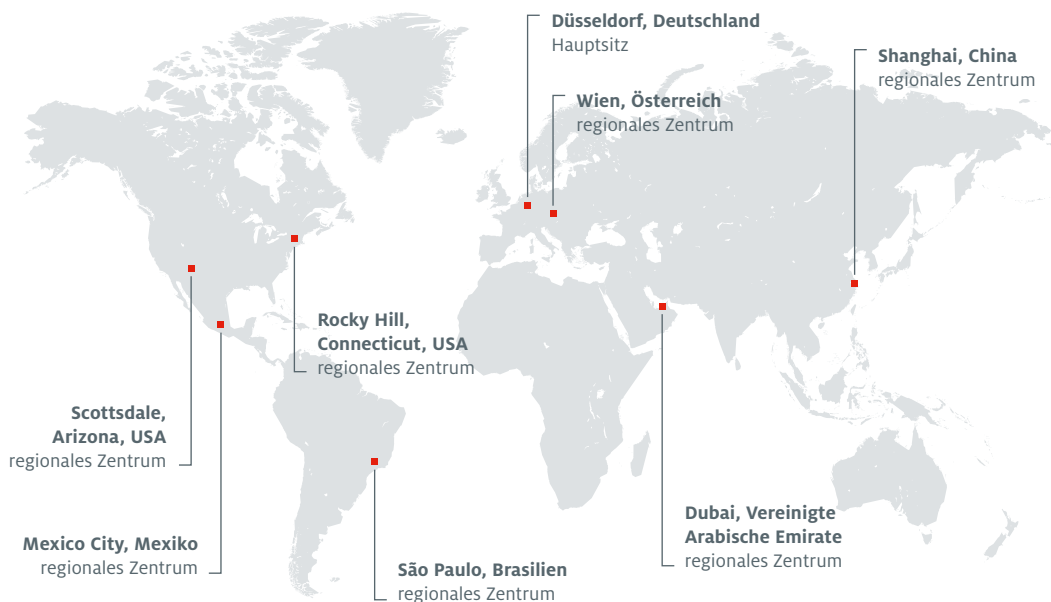 Düsseldorf, Deutschland
Hauptsitz
Shanghai, China
regionales Zentrum
Wien, Österreich
regionales Zentrum
Rocky Hill,
Connecticut, USA
regionales Zentrum
Scottsdale,
Arizona, USA
regionales Zentrum
Mexico City, Mexiko
regionales Zentrum
São Paulo, Brasilien
regionales Zentrum
Dubai, Vereinigte
Arabische Emirate
regionales Zentrum